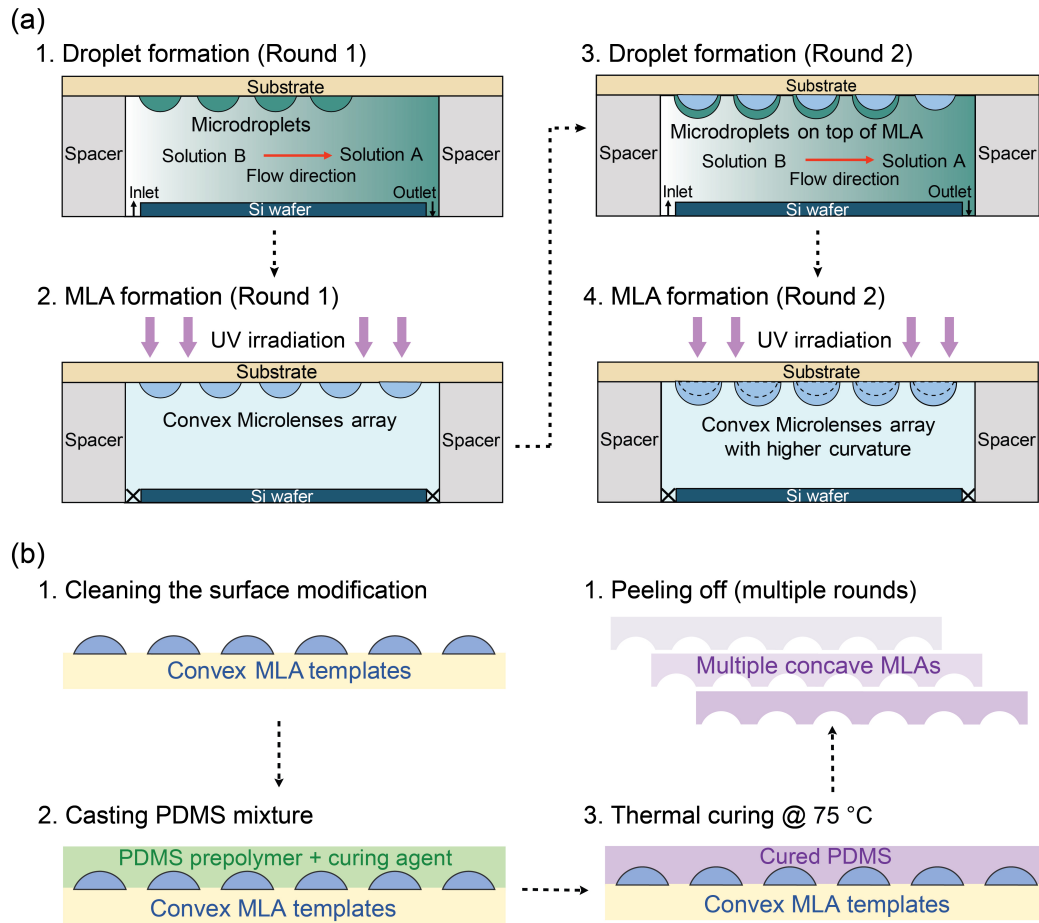 (a)
1. Droplet formation (Round 1)
Substrate
Microdroplets
Spacer
Solution B
Solution A
Spacer
Flow direction
Inlet
Outlet
Si wafer
2. MLA formation (Round 1)
UV irradiation
Substrate
Convex Microlenses array
Spacer
Spacer
Si wafer
3. Droplet formation (Round 2)
Substrate
Microdroplets on top of MLA
Spacer
Solution B
Solution A
Spacer
Flow direction
Inlet
Outlet
Si wafer
4. MLA formation (Round 2)
UV irradiation
Substrate
Spacer
Convex Microlenses array
with higher curvature
Spacer
Si wafer
(b)
1. Cleaning the surface modification
Convex MLA templates
2. Casting PDMS mixture
PDMS prepolymer + curing agent
Convex MLA templates
3. Thermal curing @ 75 °C
Cured PDMS
Convex MLA templates
1. Peeling off (multiple rounds)
Multiple concave MLAs